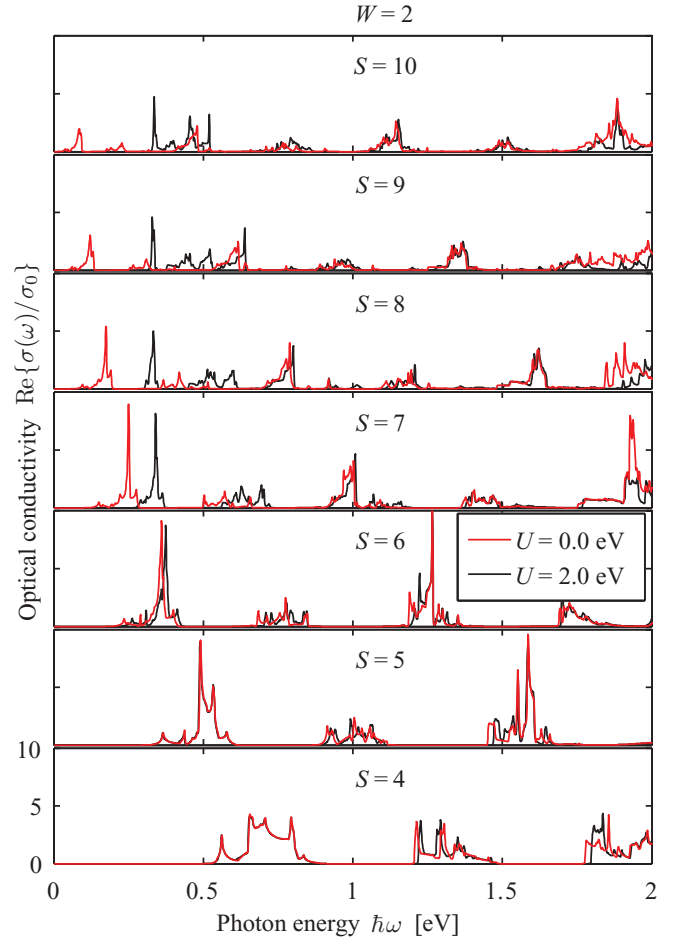 W = 2
S = 10
S = 9
S = 8
S = 7
S = 6
U = 0.0 eV
U = 2.0 eV
S = 5
S = 4
Optical conductivity Re{σ(ω)/σ₀}
10
5
0
0 0.5 1 1.5 2
Photon energy ħω [eV]